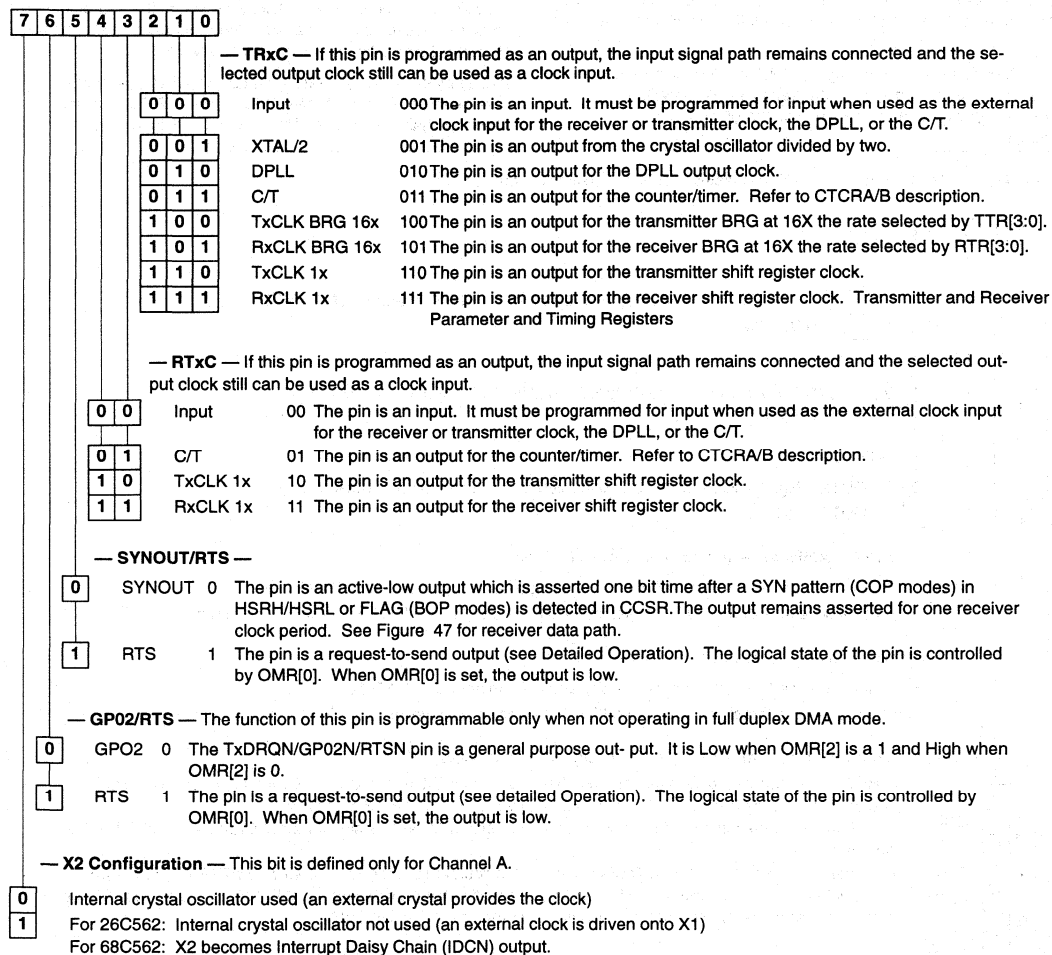 7 6 5 4 3 2 1 0
— TRxC — If this pin is programmed as an output, the input signal path remains connected and the se-
lected output clock still can be used as a clock input.
0 0 0 Input 000 The pin is an input. It must be programmed for input when used as the external
clock input for the receiver or transmitter clock, the DPLL, or the C/T.
0 0 1 XTAL/2 001 The pin is an output from the crystal oscillator divided by two.
0 1 0 DPLL 010 The pin is an output for the DPLL output clock.
0 1 1 C/T 011 The pin is an output for the counter/timer. Refer to CTCRA/B description.
1 0 0 TxCLK BRG 16x 100 The pin is an output for the transmitter BRG at 16X the rate selected by TTR[3:0].
1 0 1 RxCLK BRG 16x 101 The pin is an output for the receiver BRG at 16X the rate selected by RTR[3:0].
1 1 0 TxCLK 1x 110 The pin is an output for the transmitter shift register clock.
1 1 1 RxCLK 1x 111 The pin is an output for the receiver shift register clock. Transmitter and Receiver
Parameter and Timing Registers
— RTxC — If this pin is programmed as an output, the input signal path remains connected and the selected out-
put clock still can be used as a clock input.
0 0 Input 00 The pin is an input. It must be programmed for input when used as the external clock input
for the receiver or transmitter clock, the DPLL, or the C/T.
0 1 C/T 01 The pin is an output for the counter/timer. Refer to CTCRA/B description.
1 0 TxCLK 1x 10 The pin is an output for the transmitter shift register clock.
1 1 RxCLK 1x 11 The pin is an output for the receiver shift register clock.
— SYNOUT/RTS —
0 SYNOUT 0 The pin is an active-low output which is asserted one bit time after a SYN pattern (COP modes) in
HSRH/HSRL or FLAG (BOP modes) is detected in CCSR.The output remains asserted for one receiver
clock period. See Figure 47 for receiver data path.
1 RTS 1 The pin is a request-to-send output (see Detailed Operation). The logical state of the pin is controlled
by OMR[0]. When OMR[0] is set, the output is low.
— GP02/RTS — The function of this pin is programmable only when not operating in full duplex DMA mode.
0 GPO2 0 The TxDRQN/GP02N/RTSN pin is a general purpose out- put. It is Low when OMR[2] is a 1 and High when
OMR[2] is 0.
1 RTS 1 The pin is a request-to-send output (see detailed Operation). The logical state of the pin is controlled by
OMR[0]. When OMR[0] is set, the output is low.
— X2 Configuration — This bit is defined only for Channel A.
0 Internal crystal oscillator used (an external crystal provides the clock)
1 For 26C562: Internal crystal oscillator not used (an external clock is driven onto X1)
For 68C562: X2 becomes Interrupt Daisy Chain (IDCN) output.